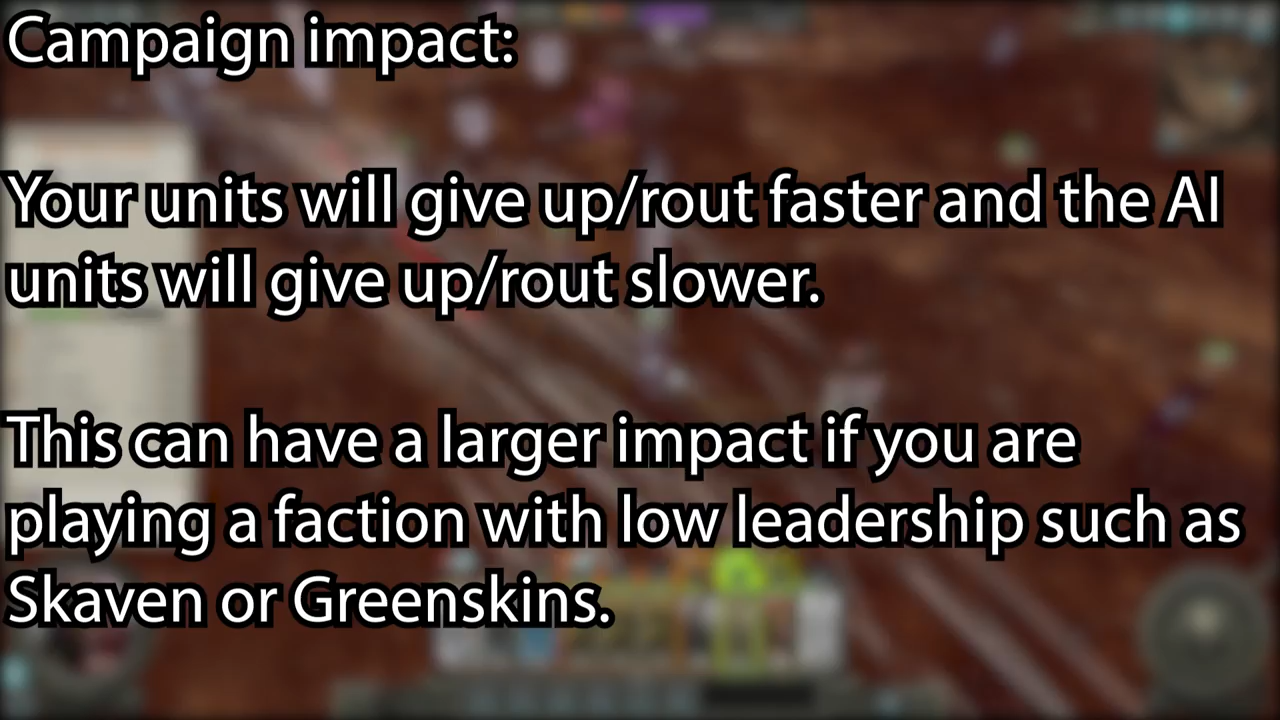 Campaign impact:
Your units will give up/rout faster and the AI
units will give up/rout slower.
This can have a larger impact if you are
playing a faction with low leadership such as
Skaven or Greenskins.